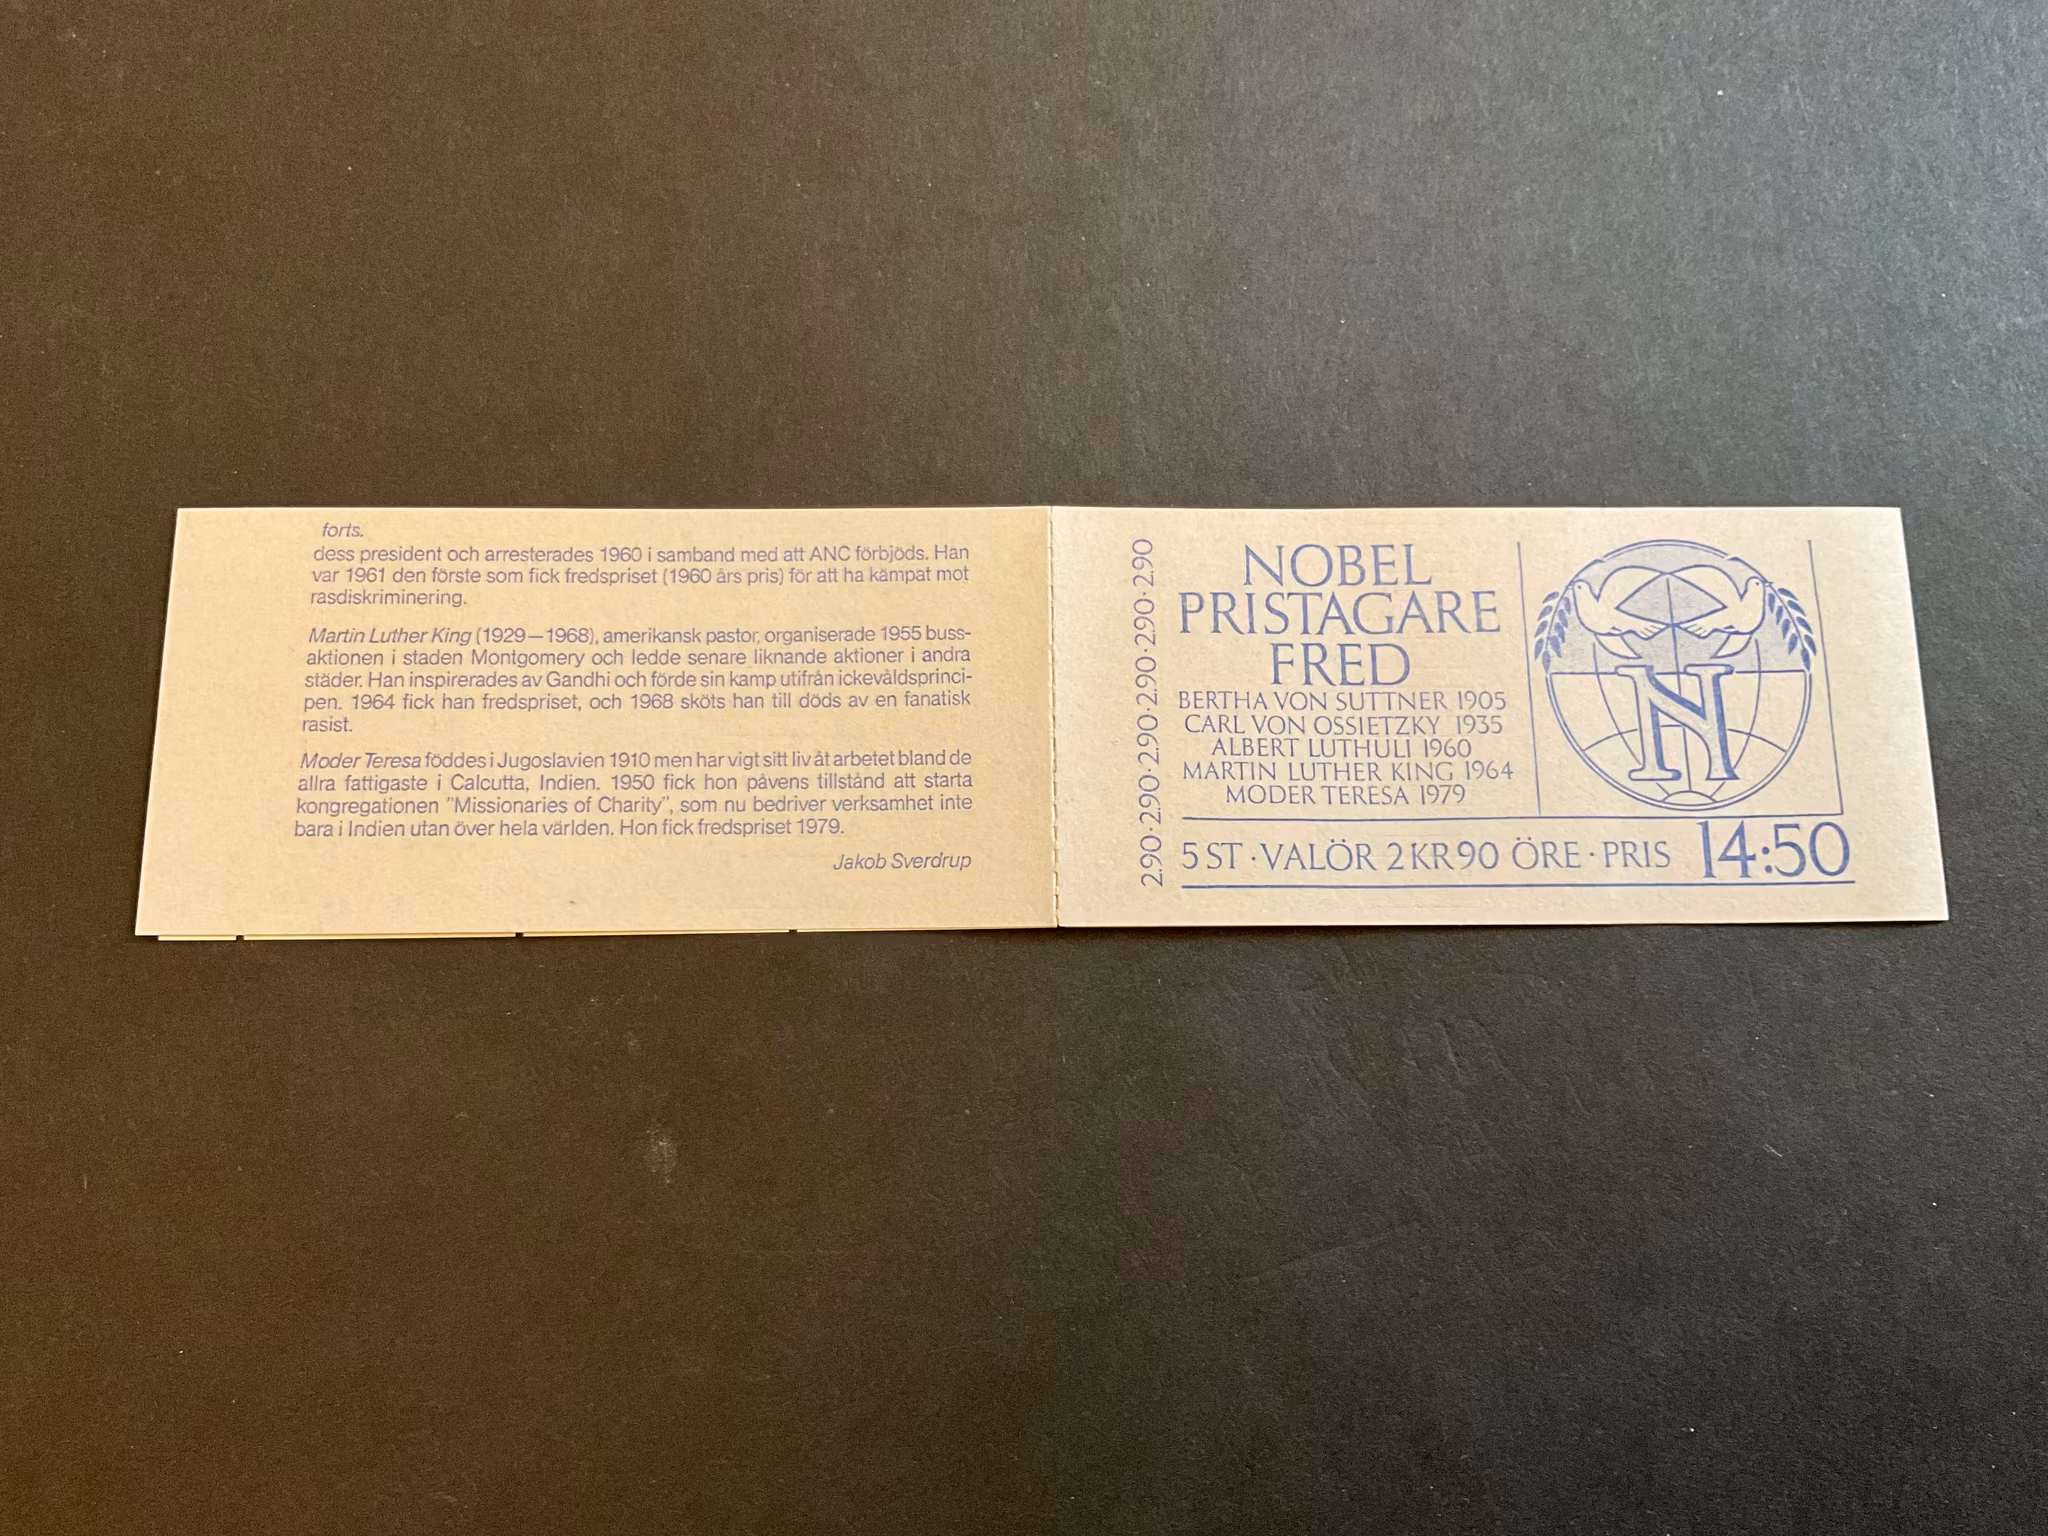 forts.
dess president och arresterades 1960 i samband med att ANC förbjöds. Han
var 1961 den förste som fick fredspriset (1960 års pris) för att ha kämpat mot
rasdiskriminering.
Martin Luther King (1929—1968), amerikansk pastor, organiserade 1955 buss-
aktionen i staden Montgomery och ledde senare liknande aktioner i andra
städer. Han inspirerades av Gandhi och förde sin kamp utifrån ickevåldsprinci-
pen. 1964 fick han fredspriset, och 1968 sköts han till döds av en fanatisk
rasist.
Moder Teresa föddes i Jugoslavien 1910 men har vigt sitt liv åt arbetet bland de
allra fattigaste i Calcutta, Indien. 1950 fick hon påvens tillstånd att starta
kongregationen "Missionaries of Charity", som nu bedriver verksamhet inte
bara i Indien utan över hela världen. Hon fick fredspriset 1979.
Jakob Sverdrup
2.90·2.90·2.90·2.90·2.90·2.90
NOBEL
PRISTAGARE
FRED
BERTHA VON SUTTNER 1905
CARL VON OSSIETZKY 1935
ALBERT LUTHULI 1960
MARTIN LUTHER KING 1964
MODER TERESA 1979
N
5 ST · VALÖR 2 KR 90 ÖRE · PRIS 14:50